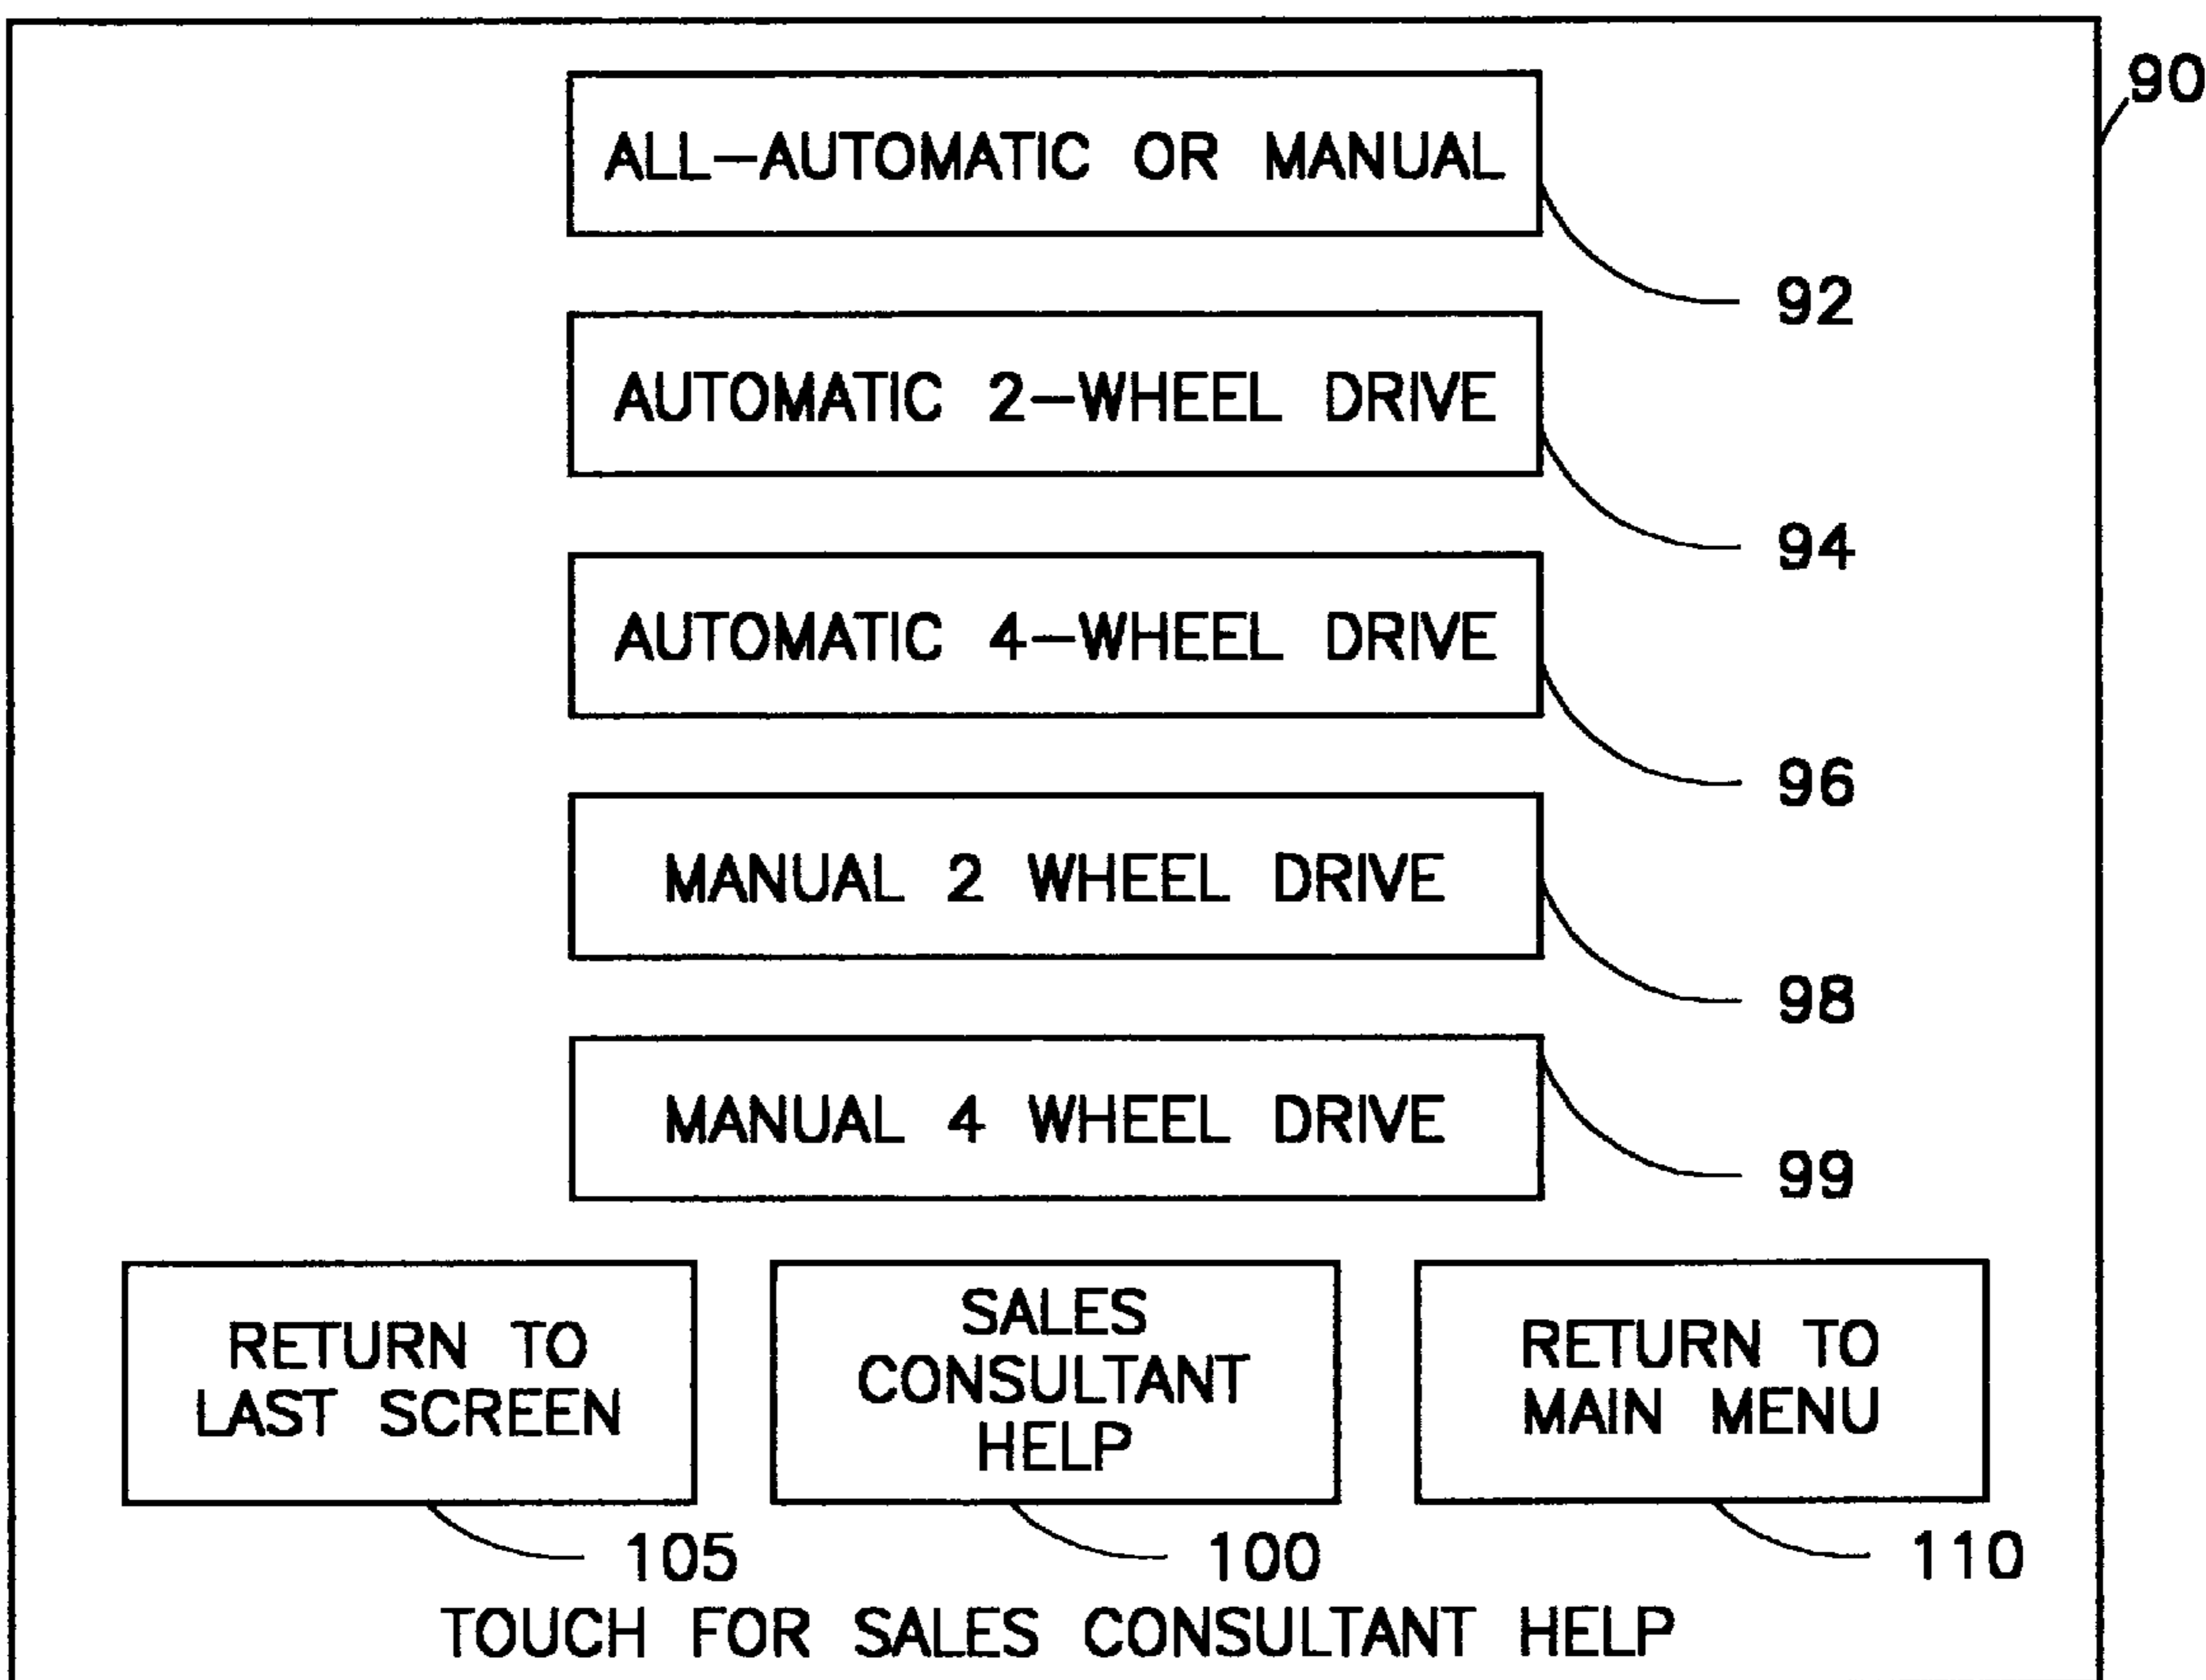 90
ALL-AUTOMATIC OR MANUAL
92
AUTOMATIC 2-WHEEL DRIVE
94
AUTOMATIC 4-WHEEL DRIVE
96
MANUAL 2 WHEEL DRIVE
98
MANUAL 4 WHEEL DRIVE
99
RETURN TO
LAST SCREEN
105
SALES
CONSULTANT
HELP
100
RETURN TO
MAIN MENU
110
TOUCH FOR SALES CONSULTANT HELP